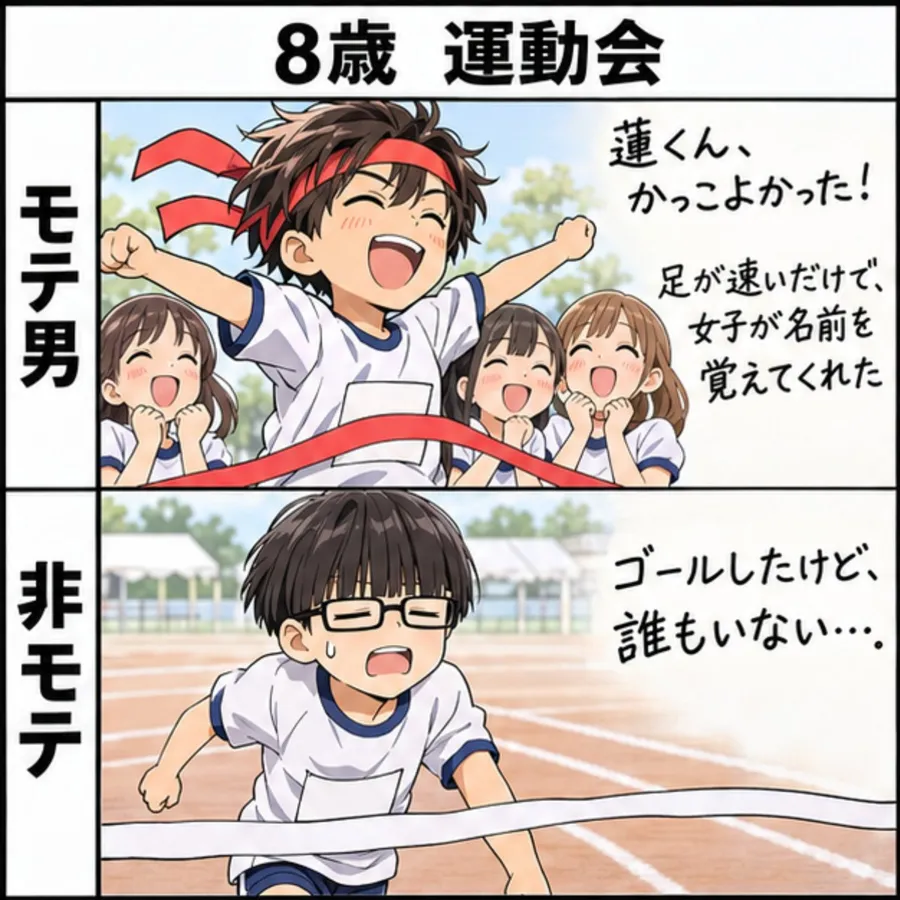 8歳 運動会
モテ男
蓮くん、
かっこよかった!
足が速いだけで、
女子が名前を
覚えてくれた
非モテ
ゴールしたけど、
誰もいない…。